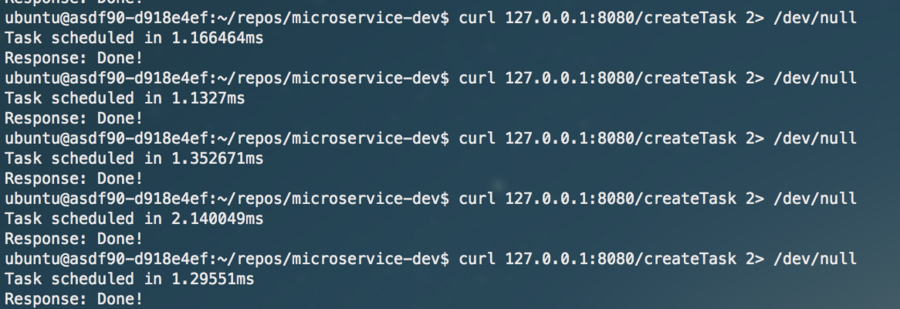 Response: Done!
ubuntu@asdf90-d918e4ef:~/repos/microservice-dev$ curl 127.0.0.1:8080/createTask 2> /dev/null
Task scheduled in 1.166464ms
Response: Done!
ubuntu@asdf90-d918e4ef:~/repos/microservice-dev$ curl 127.0.0.1:8080/createTask 2> /dev/null
Task scheduled in 1.1327ms
Response: Done!
ubuntu@asdf90-d918e4ef:~/repos/microservice-dev$ curl 127.0.0.1:8080/createTask 2> /dev/null
Task scheduled in 1.352671ms
Response: Done!
ubuntu@asdf90-d918e4ef:~/repos/microservice-dev$ curl 127.0.0.1:8080/createTask 2> /dev/null
Task scheduled in 2.140049ms
Response: Done!
ubuntu@asdf90-d918e4ef:~/repos/microservice-dev$ curl 127.0.0.1:8080/createTask 2> /dev/null
Task scheduled in 1.29551ms
Response: Done!